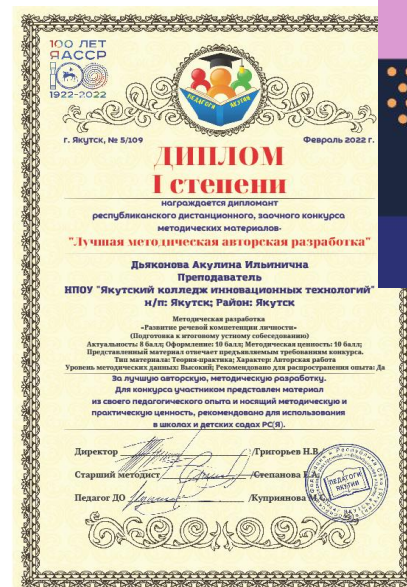 100 ЛЕТ
ЯАССР
1922-2022
ПЕДАГОГИ ЯКУТИИ
г. Якутск, № 5/109
Февраль 2022 г.
ДИПЛОМ
I степени
награждается дипломант
республиканского дистанционного, заочного конкурса
методических материалов-
"Лучшая методическая авторская разработка"
Дьяконова Акулина Ильинична
Преподаватель
НПОУ "Якутский колледж инновационных технологий"
н/п: Якутск; Район: Якутск
Методическая разработка
«Развитие речевой компетенции личности»
(Подготовка к итоговому устному собеседованию)
Актуальность: 8 балл; Оформление: 10 балл; Методическая ценность: 10 балл;
Представленный материал отвечает предъявляемым требованиям конкурса.
Тип материала: Теория-практика; Характер: Авторская работа
Уровень методических данных: Высокий; Рекомендовано для распространения опыта: Да
За лучшую авторскую, методическую разработку.
Для конкурса участником представлен материал
из своего педагогического опыта и носящий методическую и
практическую ценность, рекомендовано для использования
в школах и детских садах РС(Я).
Директор /Григорьев Н.В.
Старший методист /Степанова Е.А.
Педагог ДО /Куприянова М.С.
ПЕДАГОГИ
ЯКУТИИ